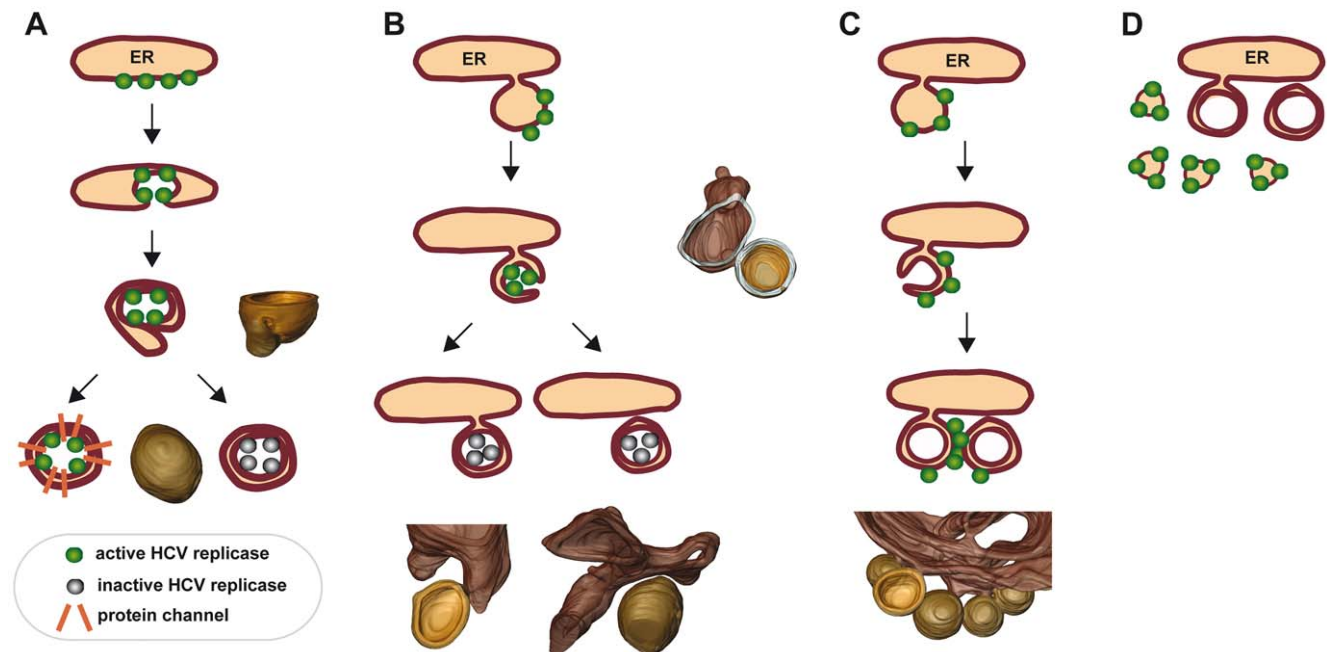 A
ER
B
ER
C
ER
D
ER
active HCV replicase
inactive HCV replicase
protein channel